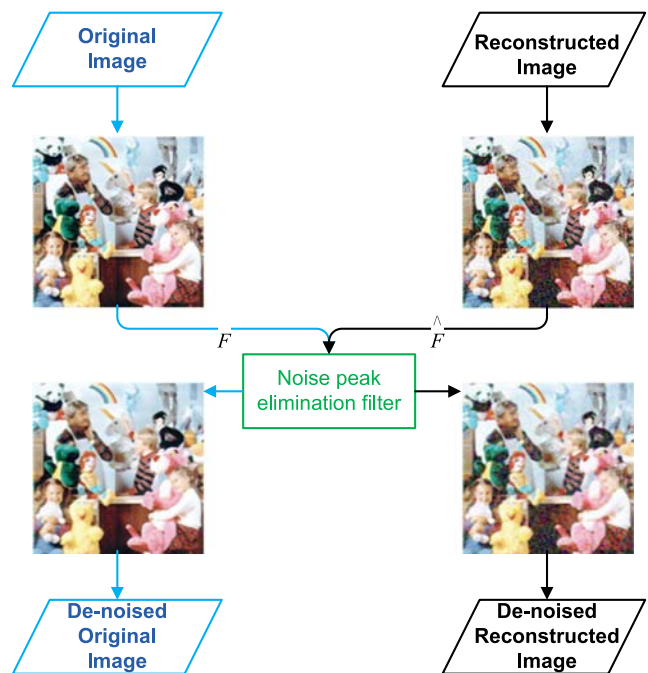 Original
Image
Reconstructed
Image
F
F̂
Noise peak
elimination filter
De-noised
Original
Image
De-noised
Reconstructed
Image